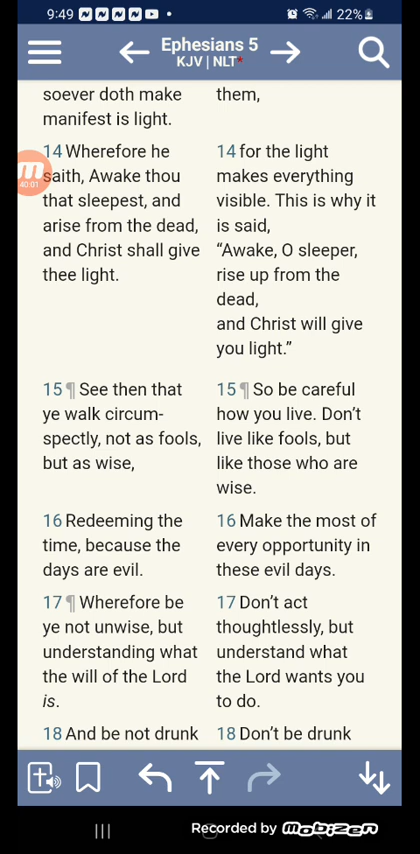 9:49
22%
Ephesians 5
KJV | NLT*
soever doth make
manifest is light.
14 Wherefore he
saith, Awake thou
that sleepest, and
arise from the dead,
and Christ shall give
thee light.
them,
14 for the light
makes everything
visible. This is why it
is said,
“Awake, O sleeper,
rise up from the
dead,
and Christ will give
you light.”
m
40:01
15 ¶ See then that
ye walk circum-
spectly, not as fools,
but as wise,
15 ¶ So be careful
how you live. Don’t
live like fools, but
like those who are
wise.
16 Redeeming the
time, because the
days are evil.
16 Make the most of
every opportunity in
these evil days.
17 ¶ Wherefore be
ye not unwise, but
understanding what
the will of the Lord
is.
17 Don’t act
thoughtlessly, but
understand what
the Lord wants you
to do.
18 And be not drunk
18 Don’t be drunk
Recorded by mobizen